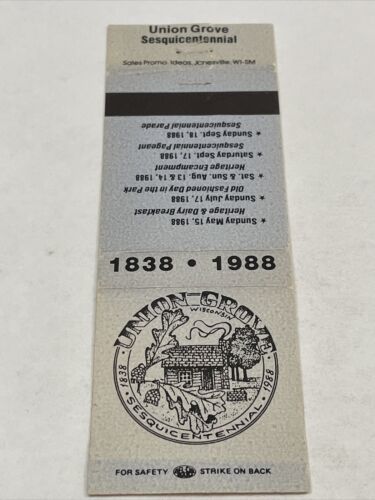 Union Grove
Sesquicentennial
Sales Promo. Ideas, Janesville, WI-SM
★ Sunday May 15, 1988
Heritage & Dairy Breakfast
★ Sunday July 17, 1988
Old Fashioned Day in the Park
★ Sat. & Sun. Aug. 13 & 14, 1988
Heritage Encampment
★ Saturday Sept. 17, 1988
Sesquicentennial Pageant
★ Sunday Sept. 18, 1988
Sesquicentennial Parade
1838 • 1988
UNION GROVE
WISCONSIN
• 1838 • SESQUICENTENNIAL • 1988 •
FOR SAFETY STRIKE ON BACK